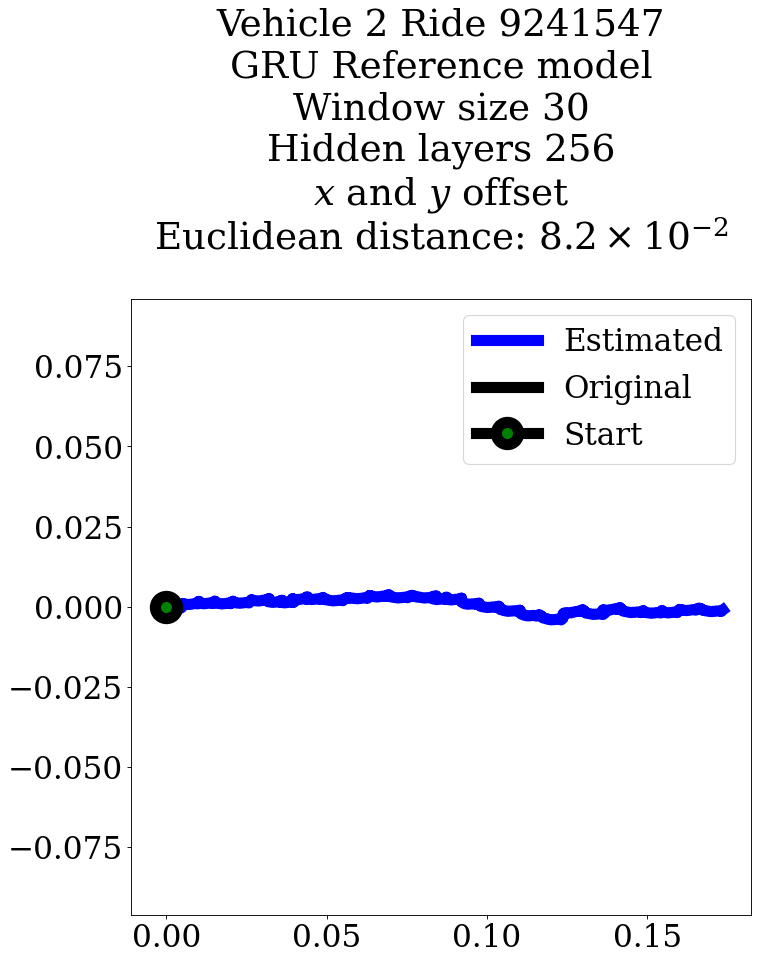 Vehicle 2 Ride 9241547
GRU Reference model
Window size 30
Hidden layers 256
x and y offset
Euclidean distance: 8.2 × 10⁻²
Estimated
Original
Start
0.075
0.050
0.025
0.000
−0.025
−0.050
−0.075
0.00 0.05 0.10 0.15